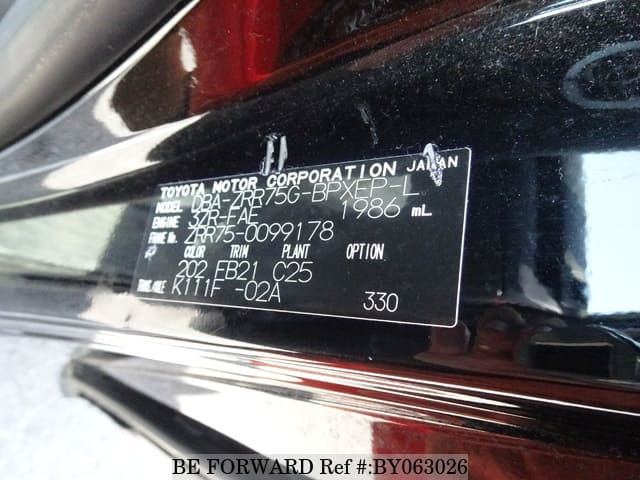 TOYOTA MOTOR CORPORATION JAPAN
MODEL DBA-ZRR75G-BPXEP-L
ENGINE 3ZR-FAE 1986 mL
FRAME No. ZRR75-0099178
COLOR TRIM PLANT OPTION
202 FB21 C25
TRANS./AXLE K111F -02A 330
BE FORWARD Ref #:BY063026